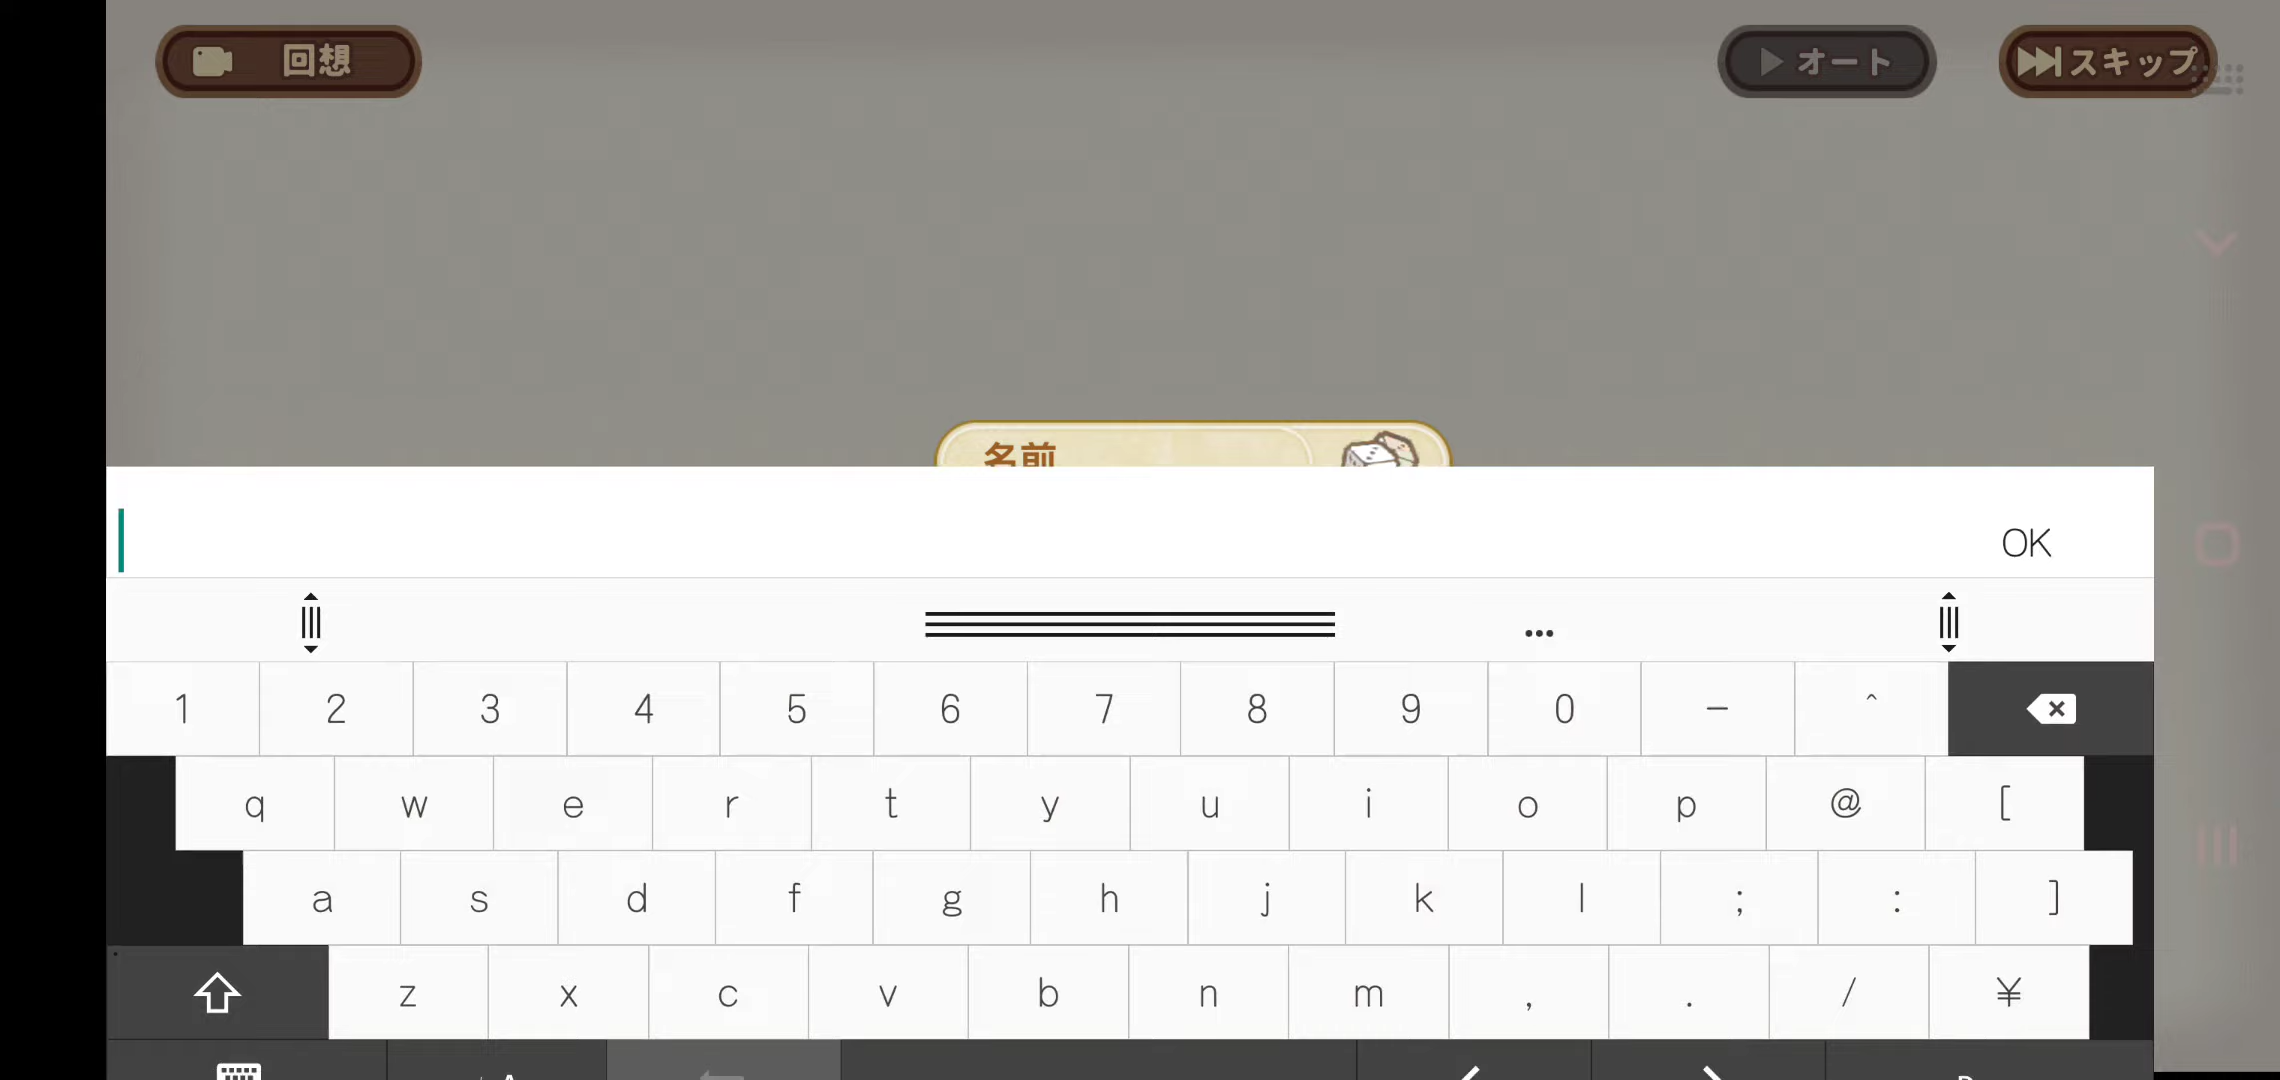 回想
オート
スキップ
名前
OK
...
1 2 3 4 5 6 7 8 9 0 - ^
q w e r t y u i o p @ [
a s d f g h j k l ; : ]
z x c v b n m , . / ¥